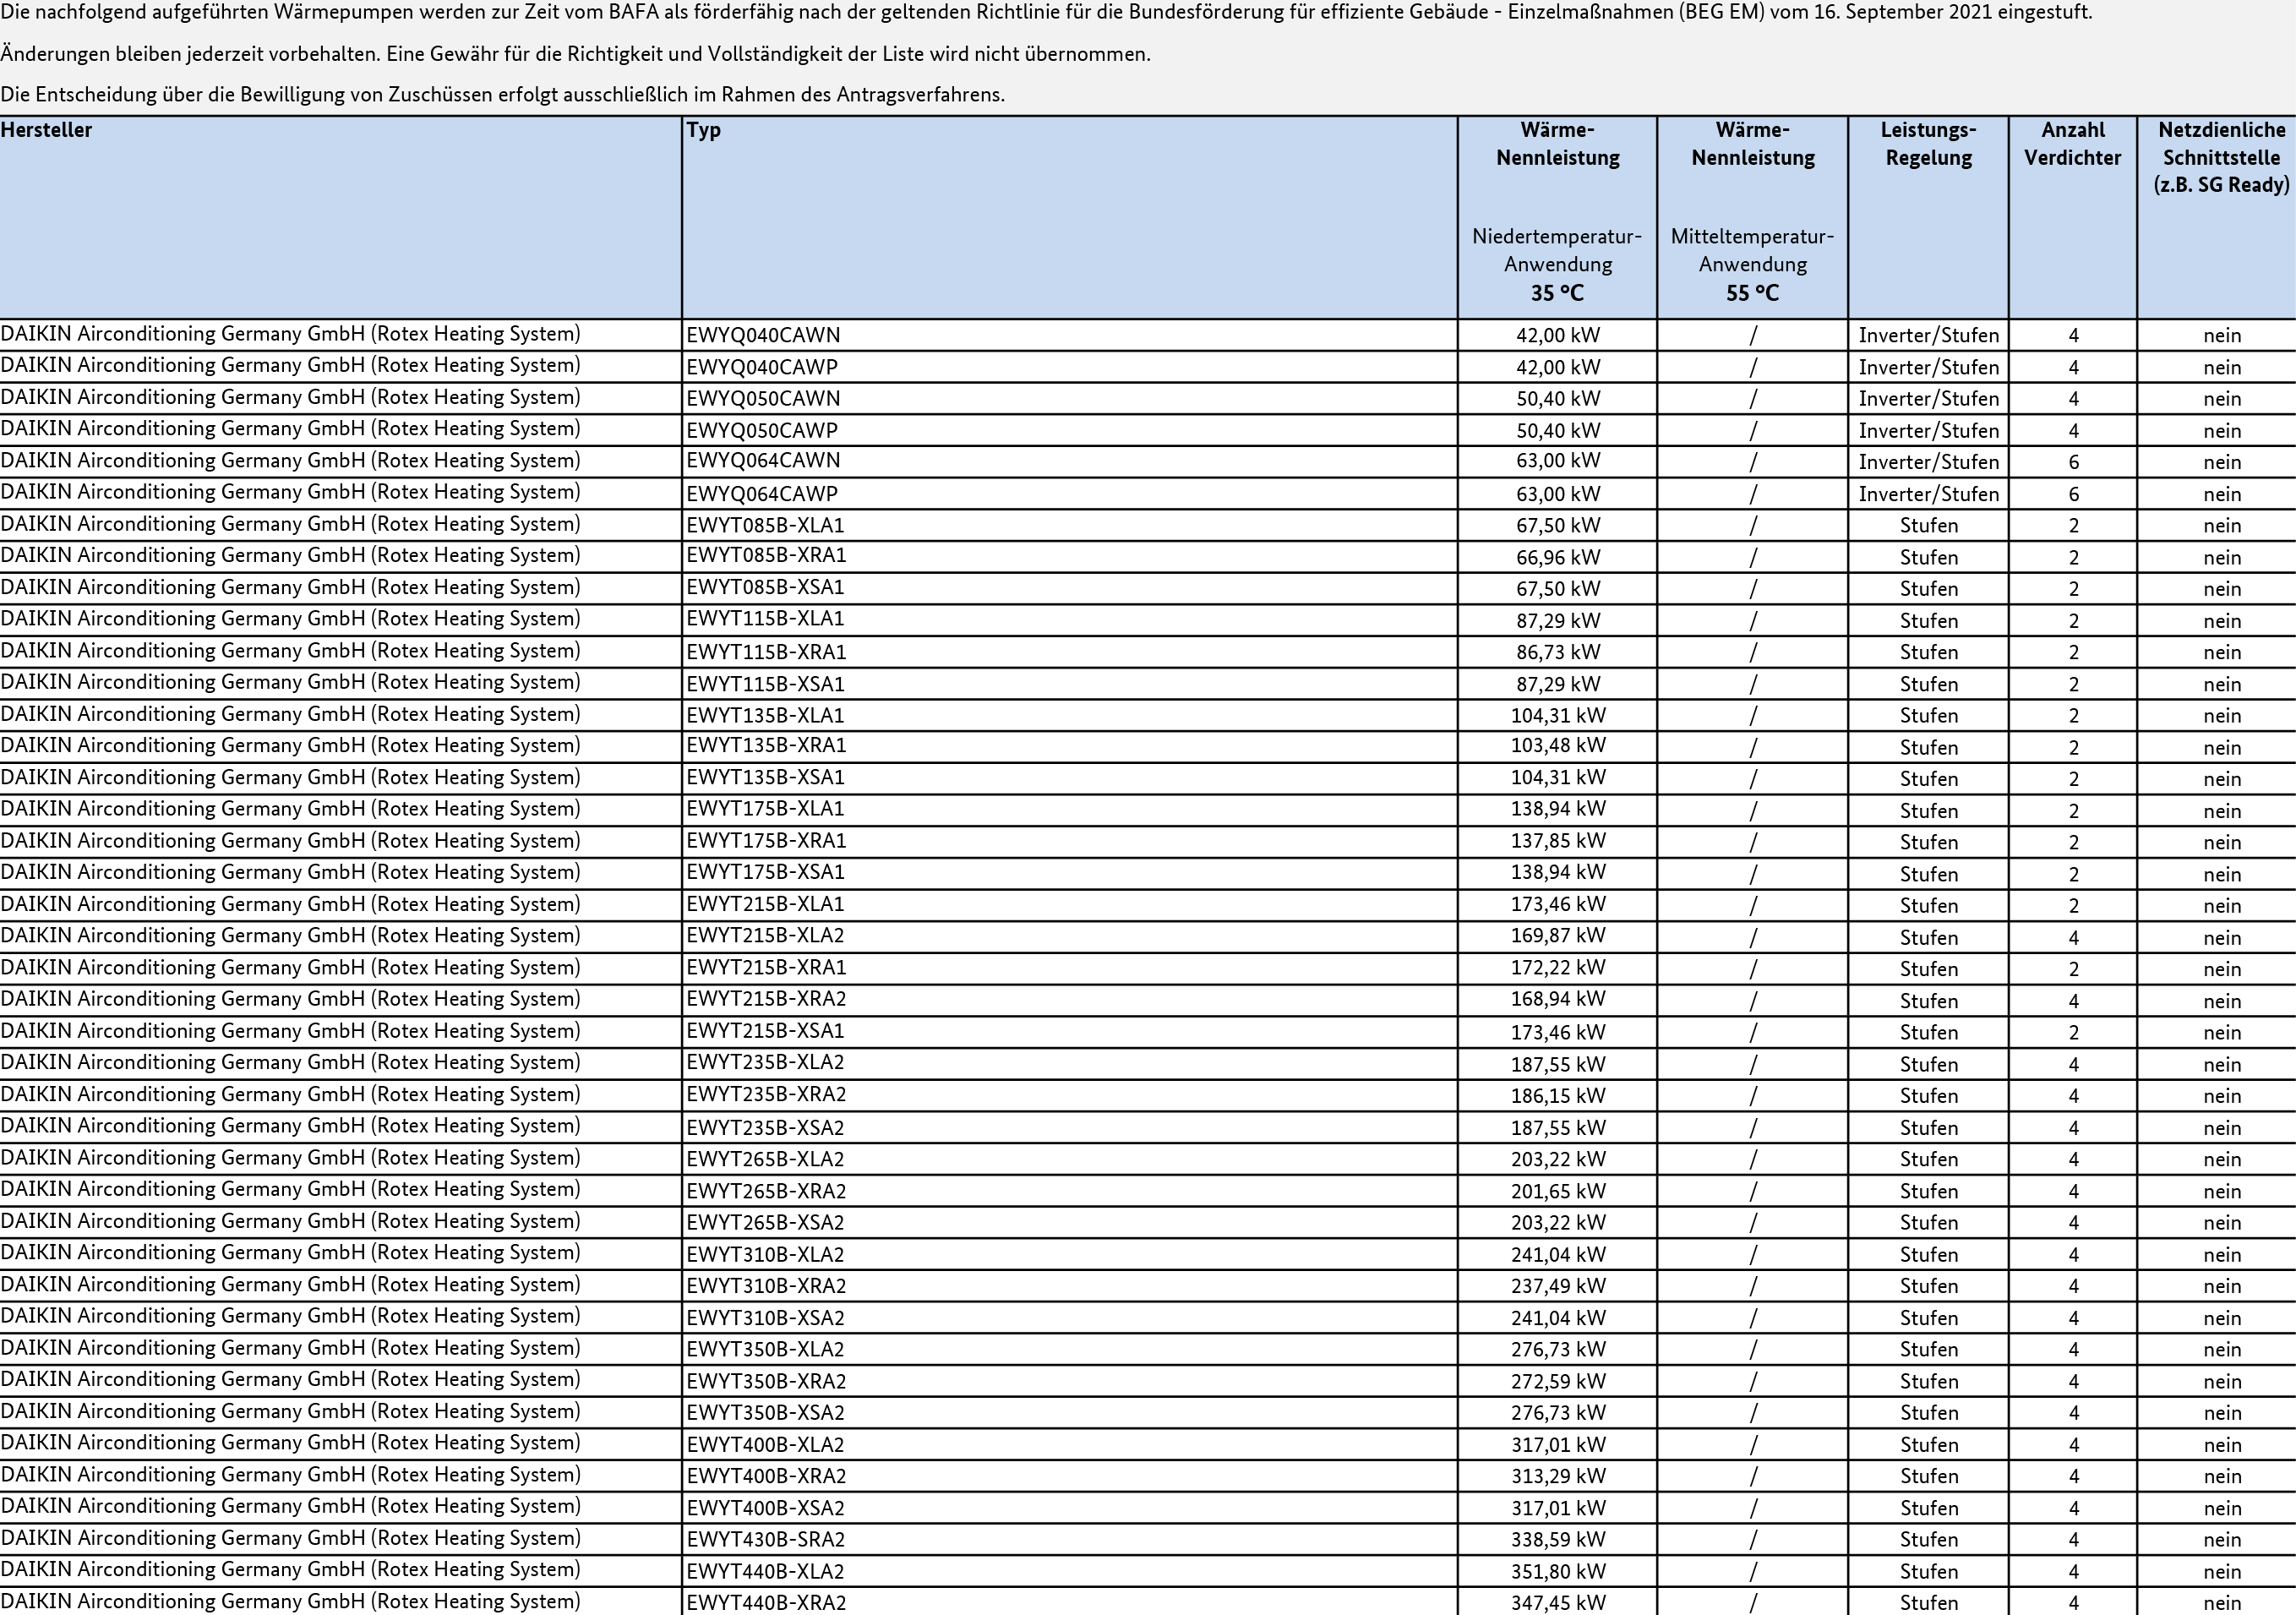 Die nachfolgend aufgeführten Wärmepumpen werden zur Zeit vom BAFA als förderfähig nach der geltenden Richtlinie für die Bundesförderung für effiziente Gebäude - Einzelmaßnahmen (BEG EM) vom 16. September 2021 eingestuft.
Änderungen bleiben jederzeit vorbehalten. Eine Gewähr für die Richtigkeit und Vollständigkeit der Liste wird nicht übernommen.
Die Entscheidung über die Bewilligung von Zuschüssen erfolgt ausschließlich im Rahmen des Antragsverfahrens.
Hersteller Typ Wärme- Wärme- Leistungs- Anzahl Netzdienliche
Nennleistung Nennleistung Regelung Verdichter Schnittstelle
(z.B. SG Ready)
Niedertemperatur- Mitteltemperatur-
Anwendung Anwendung
35 °C 55 °C
DAIKIN Airconditioning Germany GmbH (Rotex Heating System) EWYQ040CAWN 42,00 kW / Inverter/Stufen 4 nein
DAIKIN Airconditioning Germany GmbH (Rotex Heating System) EWYQ040CAWP 42,00 kW / Inverter/Stufen 4 nein
DAIKIN Airconditioning Germany GmbH (Rotex Heating System) EWYQ050CAWN 50,40 kW / Inverter/Stufen 4 nein
DAIKIN Airconditioning Germany GmbH (Rotex Heating System) EWYQ050CAWP 50,40 kW / Inverter/Stufen 4 nein
DAIKIN Airconditioning Germany GmbH (Rotex Heating System) EWYQ064CAWN 63,00 kW / Inverter/Stufen 6 nein
DAIKIN Airconditioning Germany GmbH (Rotex Heating System) EWYQ064CAWP 63,00 kW / Inverter/Stufen 6 nein
DAIKIN Airconditioning Germany GmbH (Rotex Heating System) EWYT085B-XLA1 67,50 kW / Stufen 2 nein
DAIKIN Airconditioning Germany GmbH (Rotex Heating System) EWYT085B-XRA1 66,96 kW / Stufen 2 nein
DAIKIN Airconditioning Germany GmbH (Rotex Heating System) EWYT085B-XSA1 67,50 kW / Stufen 2 nein
DAIKIN Airconditioning Germany GmbH (Rotex Heating System) EWYT115B-XLA1 87,29 kW / Stufen 2 nein
DAIKIN Airconditioning Germany GmbH (Rotex Heating System) EWYT115B-XRA1 86,73 kW / Stufen 2 nein
DAIKIN Airconditioning Germany GmbH (Rotex Heating System) EWYT115B-XSA1 87,29 kW / Stufen 2 nein
DAIKIN Airconditioning Germany GmbH (Rotex Heating System) EWYT135B-XLA1 104,31 kW / Stufen 2 nein
DAIKIN Airconditioning Germany GmbH (Rotex Heating System) EWYT135B-XRA1 103,48 kW / Stufen 2 nein
DAIKIN Airconditioning Germany GmbH (Rotex Heating System) EWYT135B-XSA1 104,31 kW / Stufen 2 nein
DAIKIN Airconditioning Germany GmbH (Rotex Heating System) EWYT175B-XLA1 138,94 kW / Stufen 2 nein
DAIKIN Airconditioning Germany GmbH (Rotex Heating System) EWYT175B-XRA1 137,85 kW / Stufen 2 nein
DAIKIN Airconditioning Germany GmbH (Rotex Heating System) EWYT175B-XSA1 138,94 kW / Stufen 2 nein
DAIKIN Airconditioning Germany GmbH (Rotex Heating System) EWYT215B-XLA1 173,46 kW / Stufen 2 nein
DAIKIN Airconditioning Germany GmbH (Rotex Heating System) EWYT215B-XLA2 169,87 kW / Stufen 4 nein
DAIKIN Airconditioning Germany GmbH (Rotex Heating System) EWYT215B-XRA1 172,22 kW / Stufen 2 nein
DAIKIN Airconditioning Germany GmbH (Rotex Heating System) EWYT215B-XRA2 168,94 kW / Stufen 4 nein
DAIKIN Airconditioning Germany GmbH (Rotex Heating System) EWYT215B-XSA1 173,46 kW / Stufen 2 nein
DAIKIN Airconditioning Germany GmbH (Rotex Heating System) EWYT235B-XLA2 187,55 kW / Stufen 4 nein
DAIKIN Airconditioning Germany GmbH (Rotex Heating System) EWYT235B-XRA2 186,15 kW / Stufen 4 nein
DAIKIN Airconditioning Germany GmbH (Rotex Heating System) EWYT235B-XSA2 187,55 kW / Stufen 4 nein
DAIKIN Airconditioning Germany GmbH (Rotex Heating System) EWYT265B-XLA2 203,22 kW / Stufen 4 nein
DAIKIN Airconditioning Germany GmbH (Rotex Heating System) EWYT265B-XRA2 201,65 kW / Stufen 4 nein
DAIKIN Airconditioning Germany GmbH (Rotex Heating System) EWYT265B-XSA2 203,22 kW / Stufen 4 nein
DAIKIN Airconditioning Germany GmbH (Rotex Heating System) EWYT310B-XLA2 241,04 kW / Stufen 4 nein
DAIKIN Airconditioning Germany GmbH (Rotex Heating System) EWYT310B-XRA2 237,49 kW / Stufen 4 nein
DAIKIN Airconditioning Germany GmbH (Rotex Heating System) EWYT310B-XSA2 241,04 kW / Stufen 4 nein
DAIKIN Airconditioning Germany GmbH (Rotex Heating System) EWYT350B-XLA2 276,73 kW / Stufen 4 nein
DAIKIN Airconditioning Germany GmbH (Rotex Heating System) EWYT350B-XRA2 272,59 kW / Stufen 4 nein
DAIKIN Airconditioning Germany GmbH (Rotex Heating System) EWYT350B-XSA2 276,73 kW / Stufen 4 nein
DAIKIN Airconditioning Germany GmbH (Rotex Heating System) EWYT400B-XLA2 317,01 kW / Stufen 4 nein
DAIKIN Airconditioning Germany GmbH (Rotex Heating System) EWYT400B-XRA2 313,29 kW / Stufen 4 nein
DAIKIN Airconditioning Germany GmbH (Rotex Heating System) EWYT400B-XSA2 317,01 kW / Stufen 4 nein
DAIKIN Airconditioning Germany GmbH (Rotex Heating System) EWYT430B-SRA2 338,59 kW / Stufen 4 nein
DAIKIN Airconditioning Germany GmbH (Rotex Heating System) EWYT440B-XLA2 351,80 kW / Stufen 4 nein
DAIKIN Airconditioning Germany GmbH (Rotex Heating System) EWYT440B-XRA2 347,45 kW / Stufen 4 nein